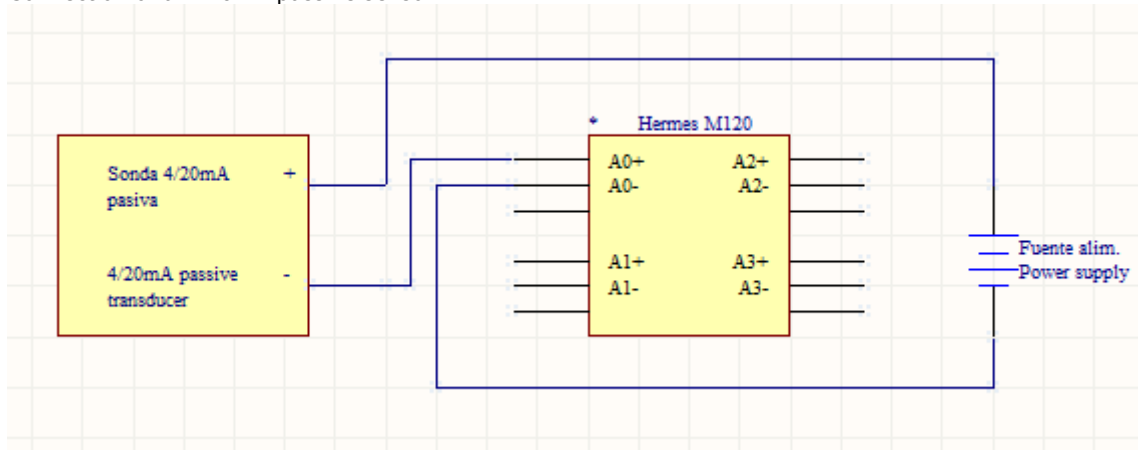 * Hermes M120
Sonda 4/20mA +
pasiva
4/20mA passive -
transducer
A0+ A2+
A0- A2-
A1+ A3+
A1- A3-
Fuente alim.
Power supply